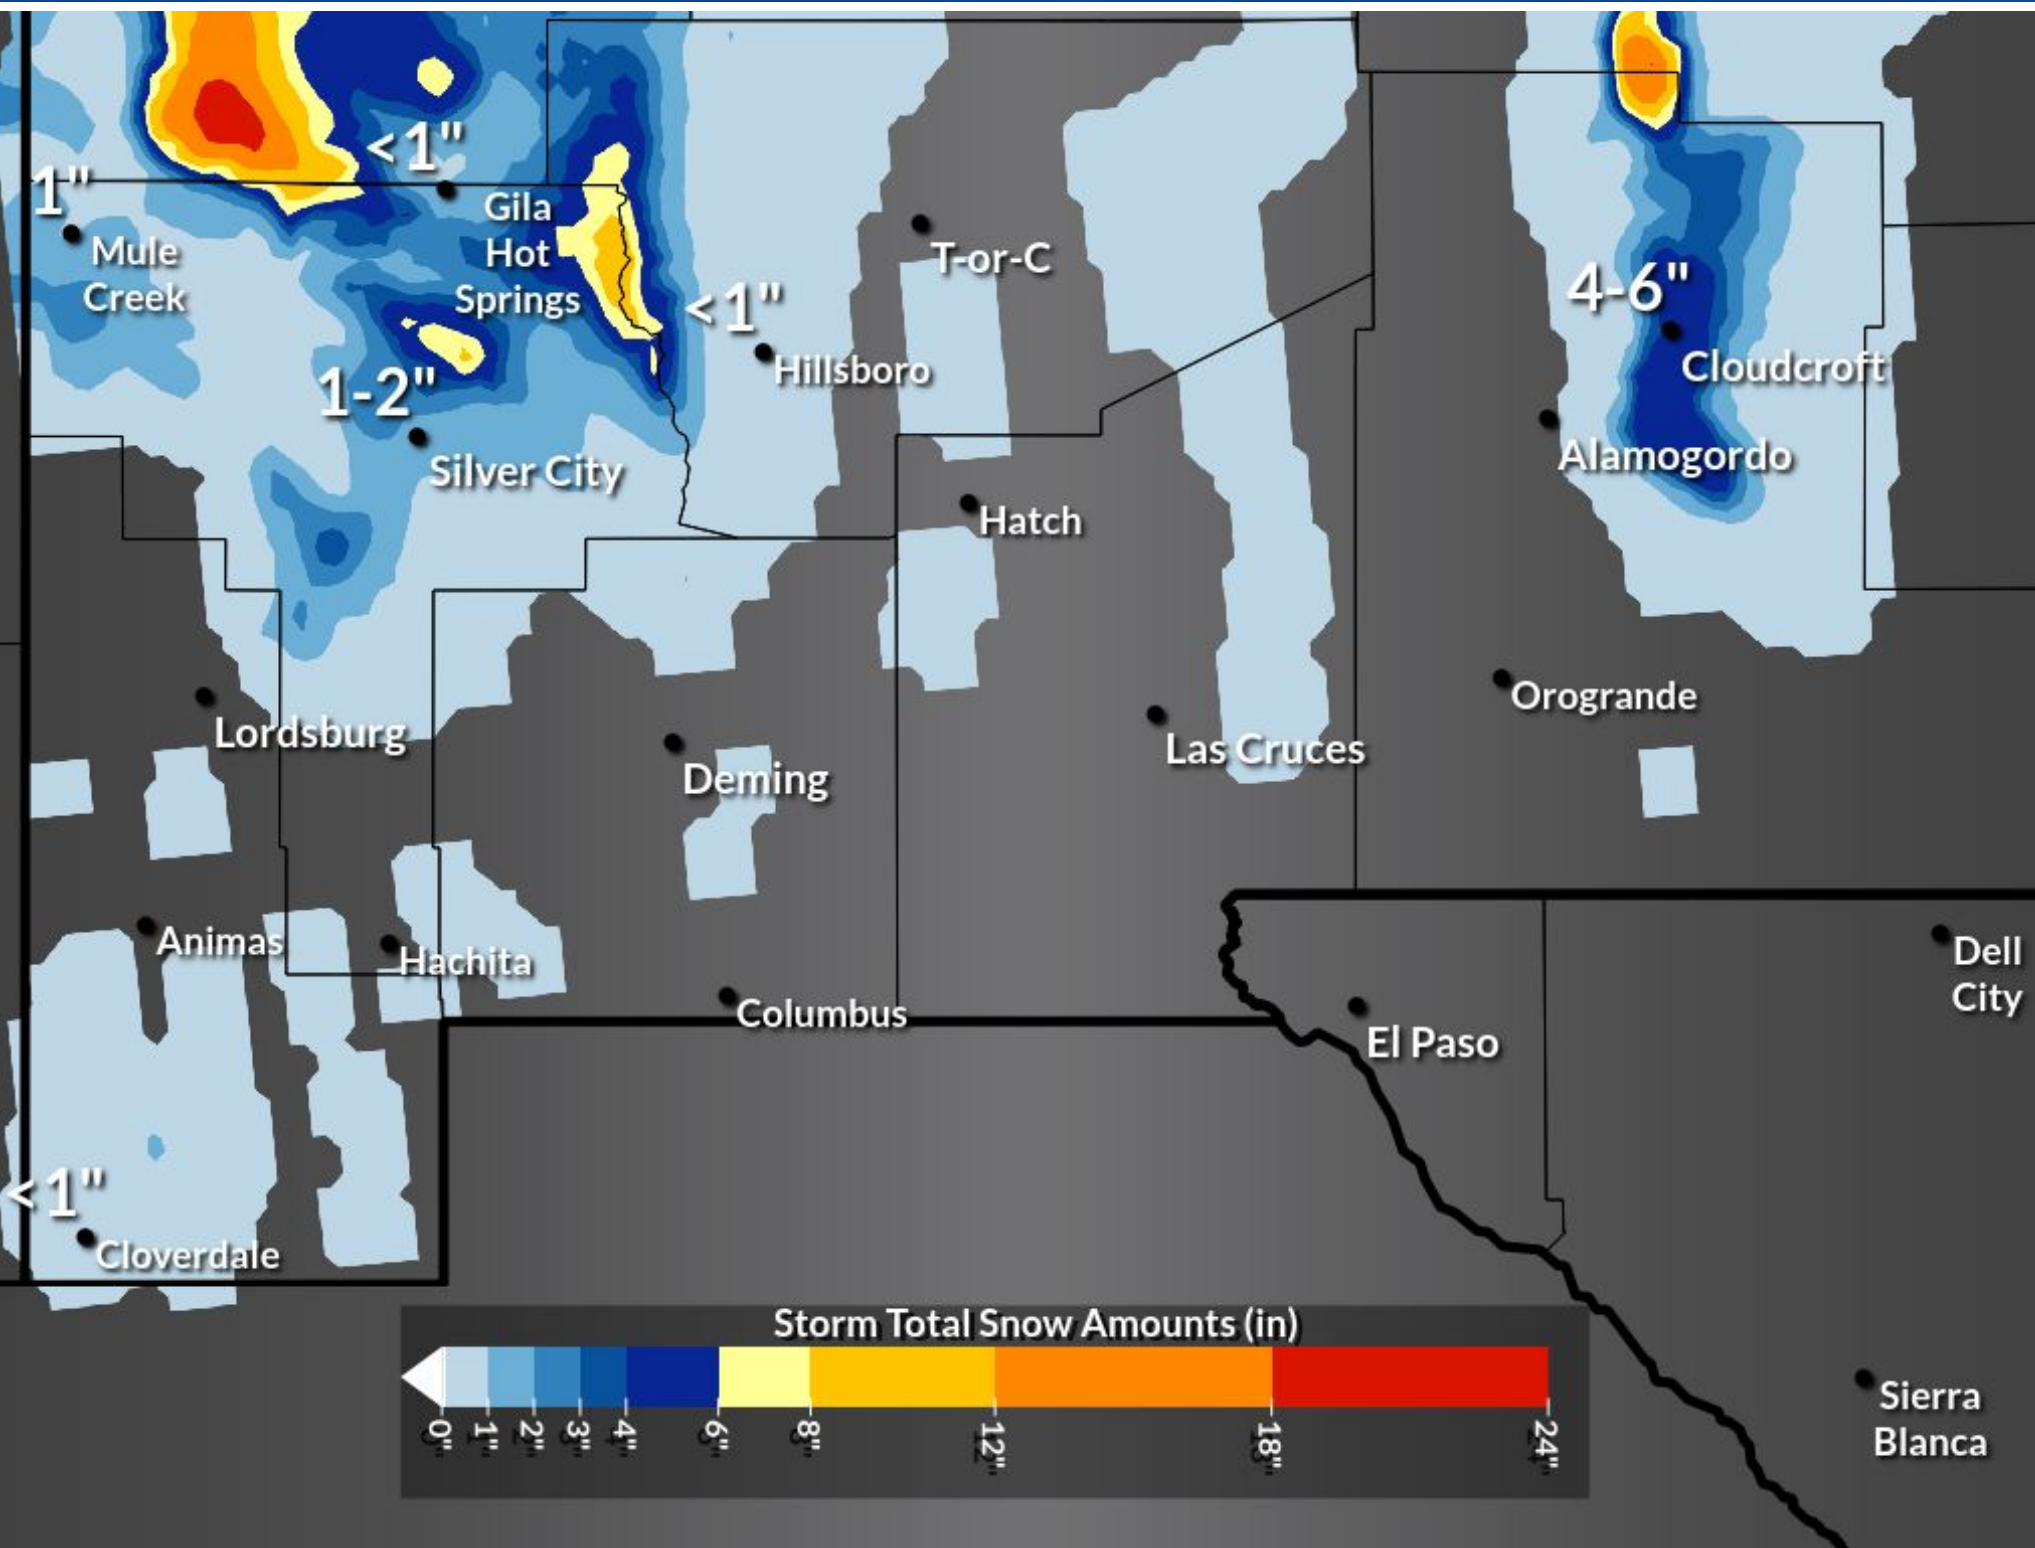 <1"
1"
Gila
Hot
Springs
Mule
Creek
T-or-C
4-6"
<1"
Hillsboro
Cloudcroft
1-2"
Silver City
Alamogordo
Hatch
Lordsburg
Orogrande
Las Cruces
Deming
Animas
Hachita
Columbus
Dell
City
El Paso
<1"
Cloverdale
Storm Total Snow Amounts (in)
0" 1" 2" 3" 4" 6" 8" 12" 18" 24"
Sierra
Blanca